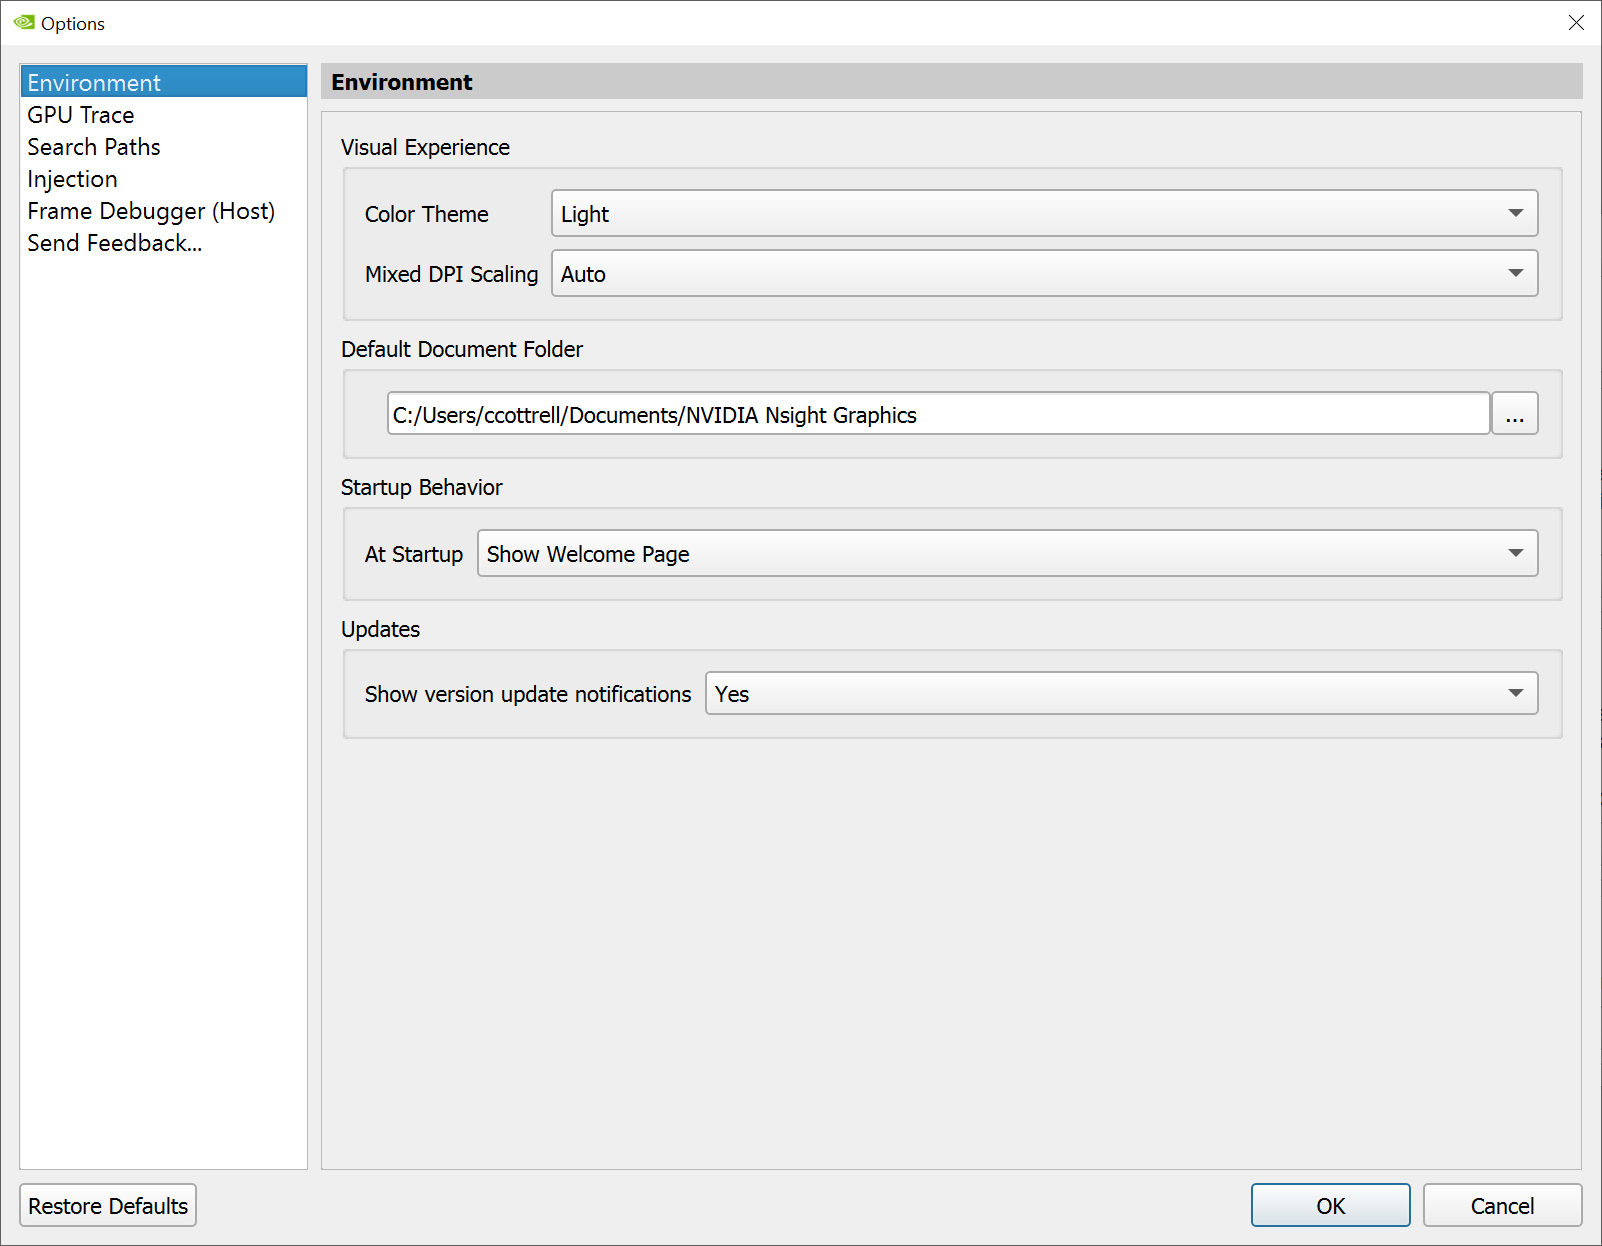 Options
Environment
GPU Trace
Search Paths
Injection
Frame Debugger (Host)
Send Feedback...
Environment
Visual Experience
Color Theme Light
Mixed DPI Scaling Auto
Default Document Folder
C:/Users/ccottrell/Documents/NVIDIA Nsight Graphics ...
Startup Behavior
At Startup Show Welcome Page
Updates
Show version update notifications Yes
Restore Defaults OK Cancel